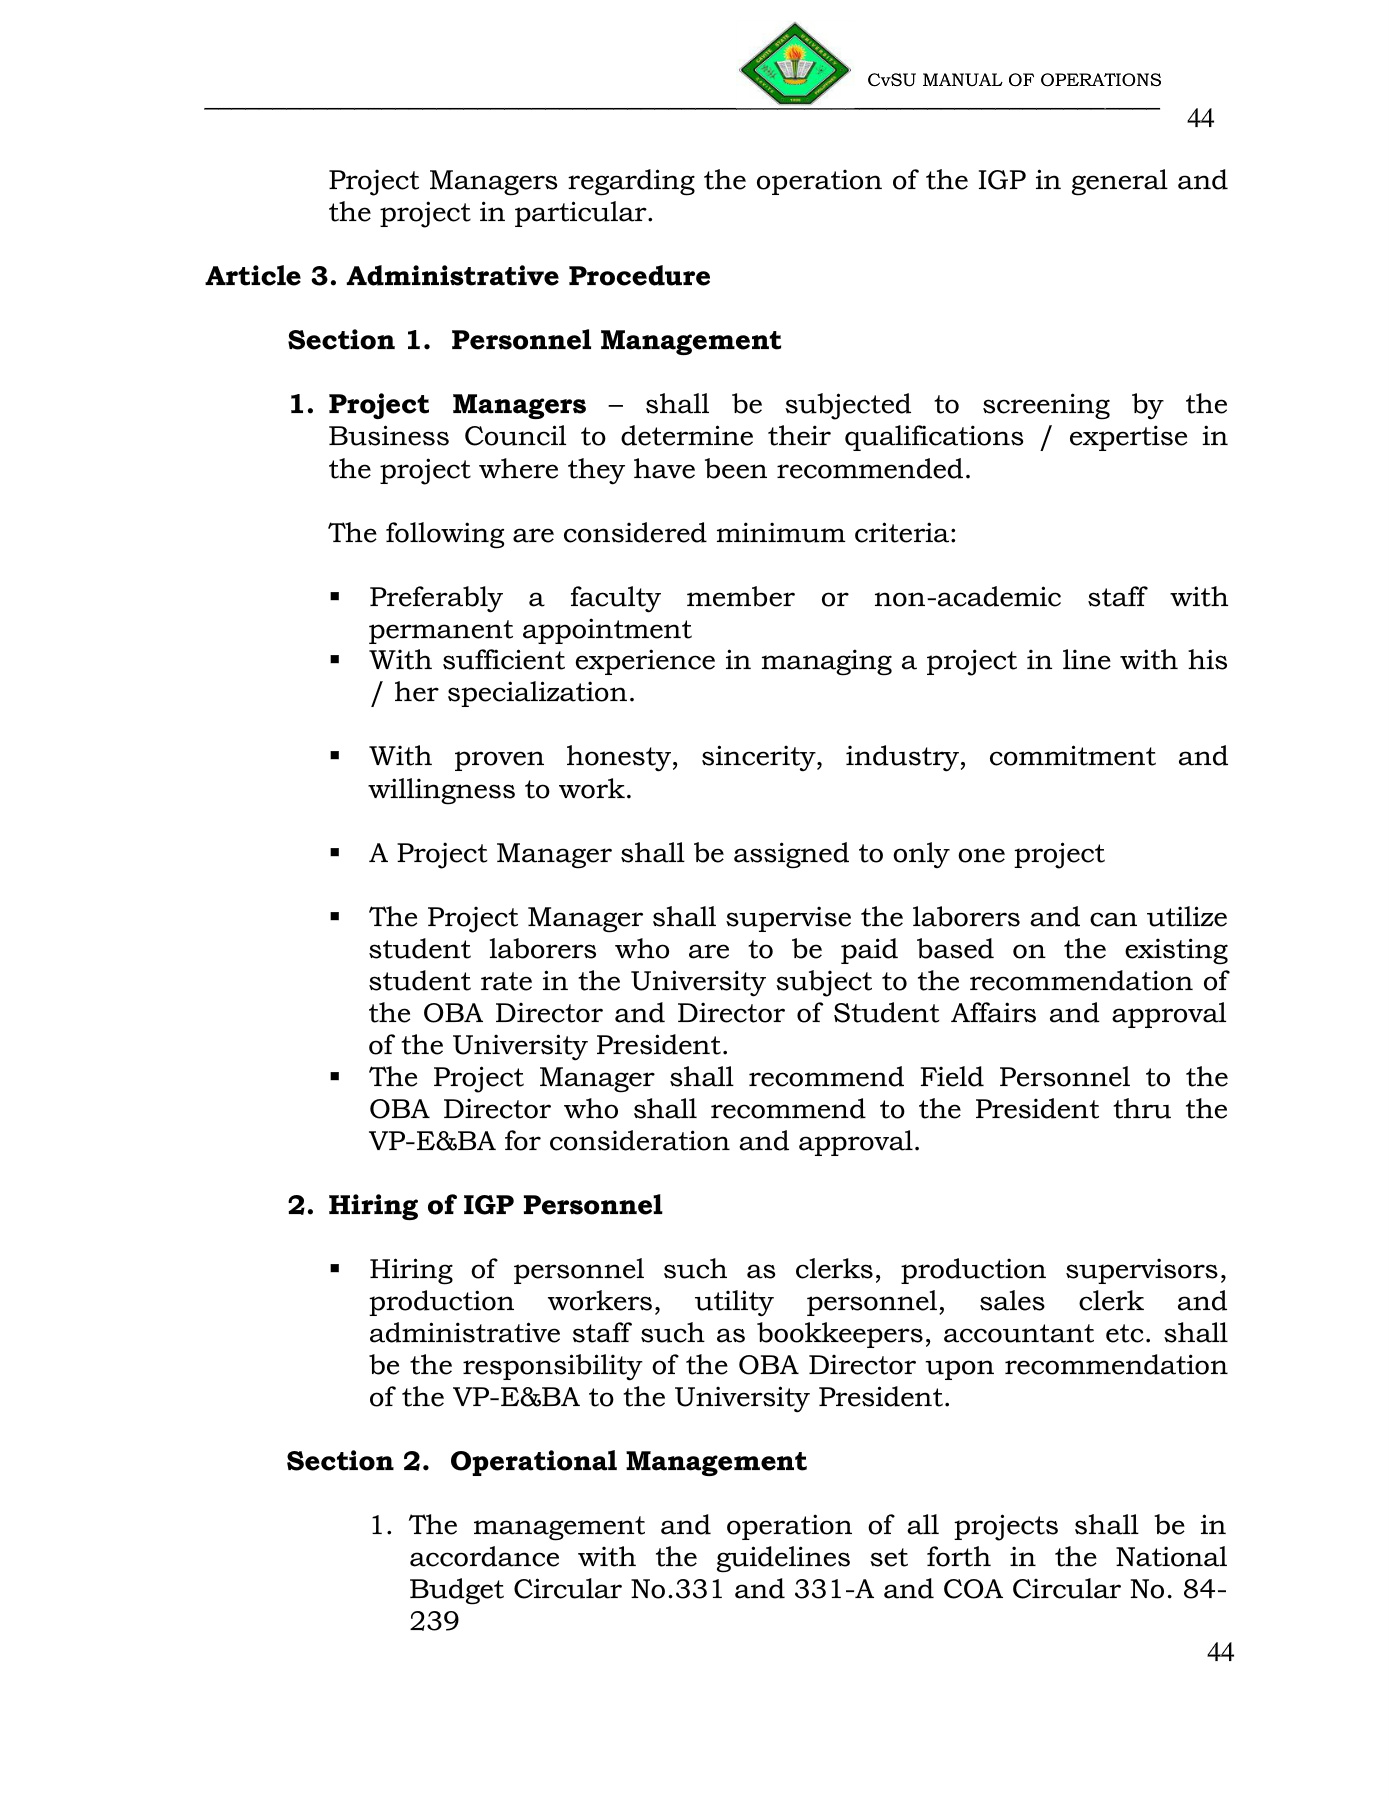 CvSU MANUAL OF OPERATIONS
44
Project Managers regarding the operation of the IGP in general and
the project in particular.
Article 3. Administrative Procedure
Section 1. Personnel Management
1. Project Managers – shall be subjected to screening by the
Business Council to determine their qualifications / expertise in
the project where they have been recommended.
The following are considered minimum criteria:
▪ Preferably a faculty member or non-academic staff with
permanent appointment
▪ With sufficient experience in managing a project in line with his
/ her specialization.
▪ With proven honesty, sincerity, industry, commitment and
willingness to work.
▪ A Project Manager shall be assigned to only one project
▪ The Project Manager shall supervise the laborers and can utilize
student laborers who are to be paid based on the existing
student rate in the University subject to the recommendation of
the OBA Director and Director of Student Affairs and approval
of the University President.
▪ The Project Manager shall recommend Field Personnel to the
OBA Director who shall recommend to the President thru the
VP-E&BA for consideration and approval.
2. Hiring of IGP Personnel
▪ Hiring of personnel such as clerks, production supervisors,
production workers, utility personnel, sales clerk and
administrative staff such as bookkeepers, accountant etc. shall
be the responsibility of the OBA Director upon recommendation
of the VP-E&BA to the University President.
Section 2. Operational Management
1. The management and operation of all projects shall be in
accordance with the guidelines set forth in the National
Budget Circular No.331 and 331-A and COA Circular No. 84-
239
44